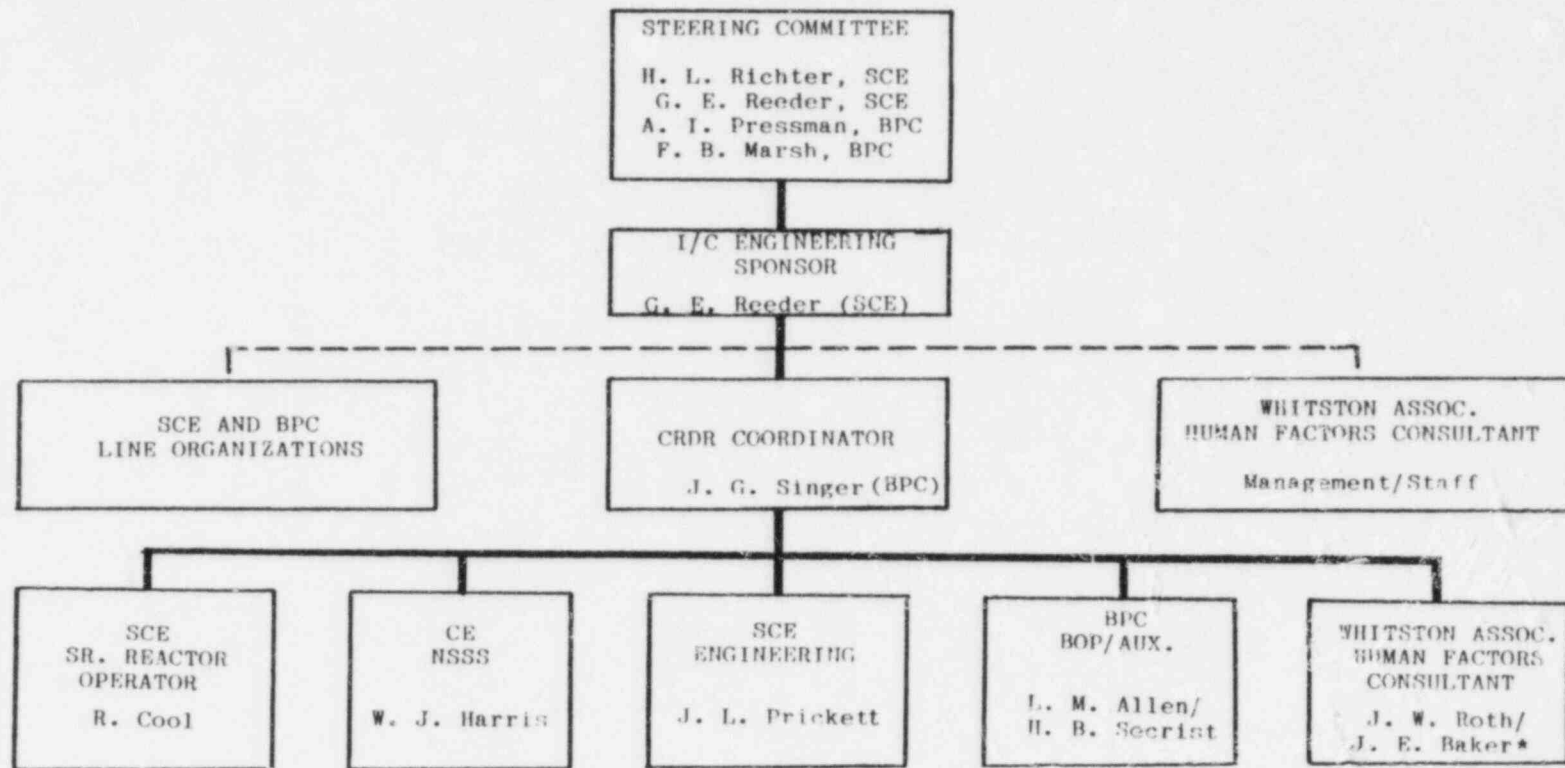 STEERING COMMITTEE
H. L. Richter, SCE
G. E. Reeder, SCE
A. I. Pressman, BPC
F. B. Marsh, BPC
I/C ENGINEERING
SPONSOR
G. E. Reeder (SCE)
SCE AND BPC
LINE ORGANIZATIONS
CRDR COORDINATOR
J. G. Singer (BPC)
WHITSTON ASSOC.
HUMAN FACTORS CONSULTANT
Management/Staff
SCE
SR. REACTOR
OPERATOR
R. Cool
CE
NSSS
W. J. Harris
SCE
ENGINEERING
J. L. Prickett
BPC
BOP/AUX.
L. M. Allen/
H. B. Secrist
WHITSTON ASSOC.
HUMAN FACTORS
CONSULTANT
J. W. Roth/
J. E. Baker*